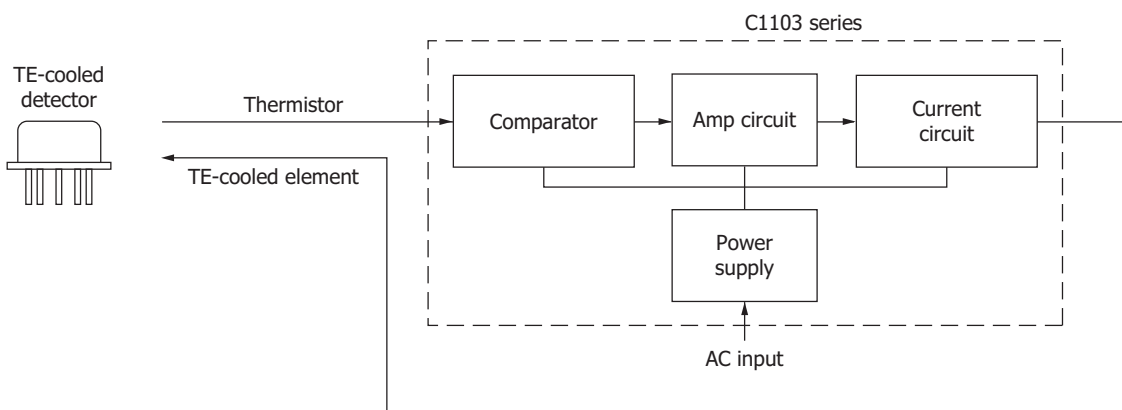 C1103 series
TE-cooled
detector
Thermistor
TE-cooled element
Comparator
Amp circuit
Current
circuit
Power
supply
AC input